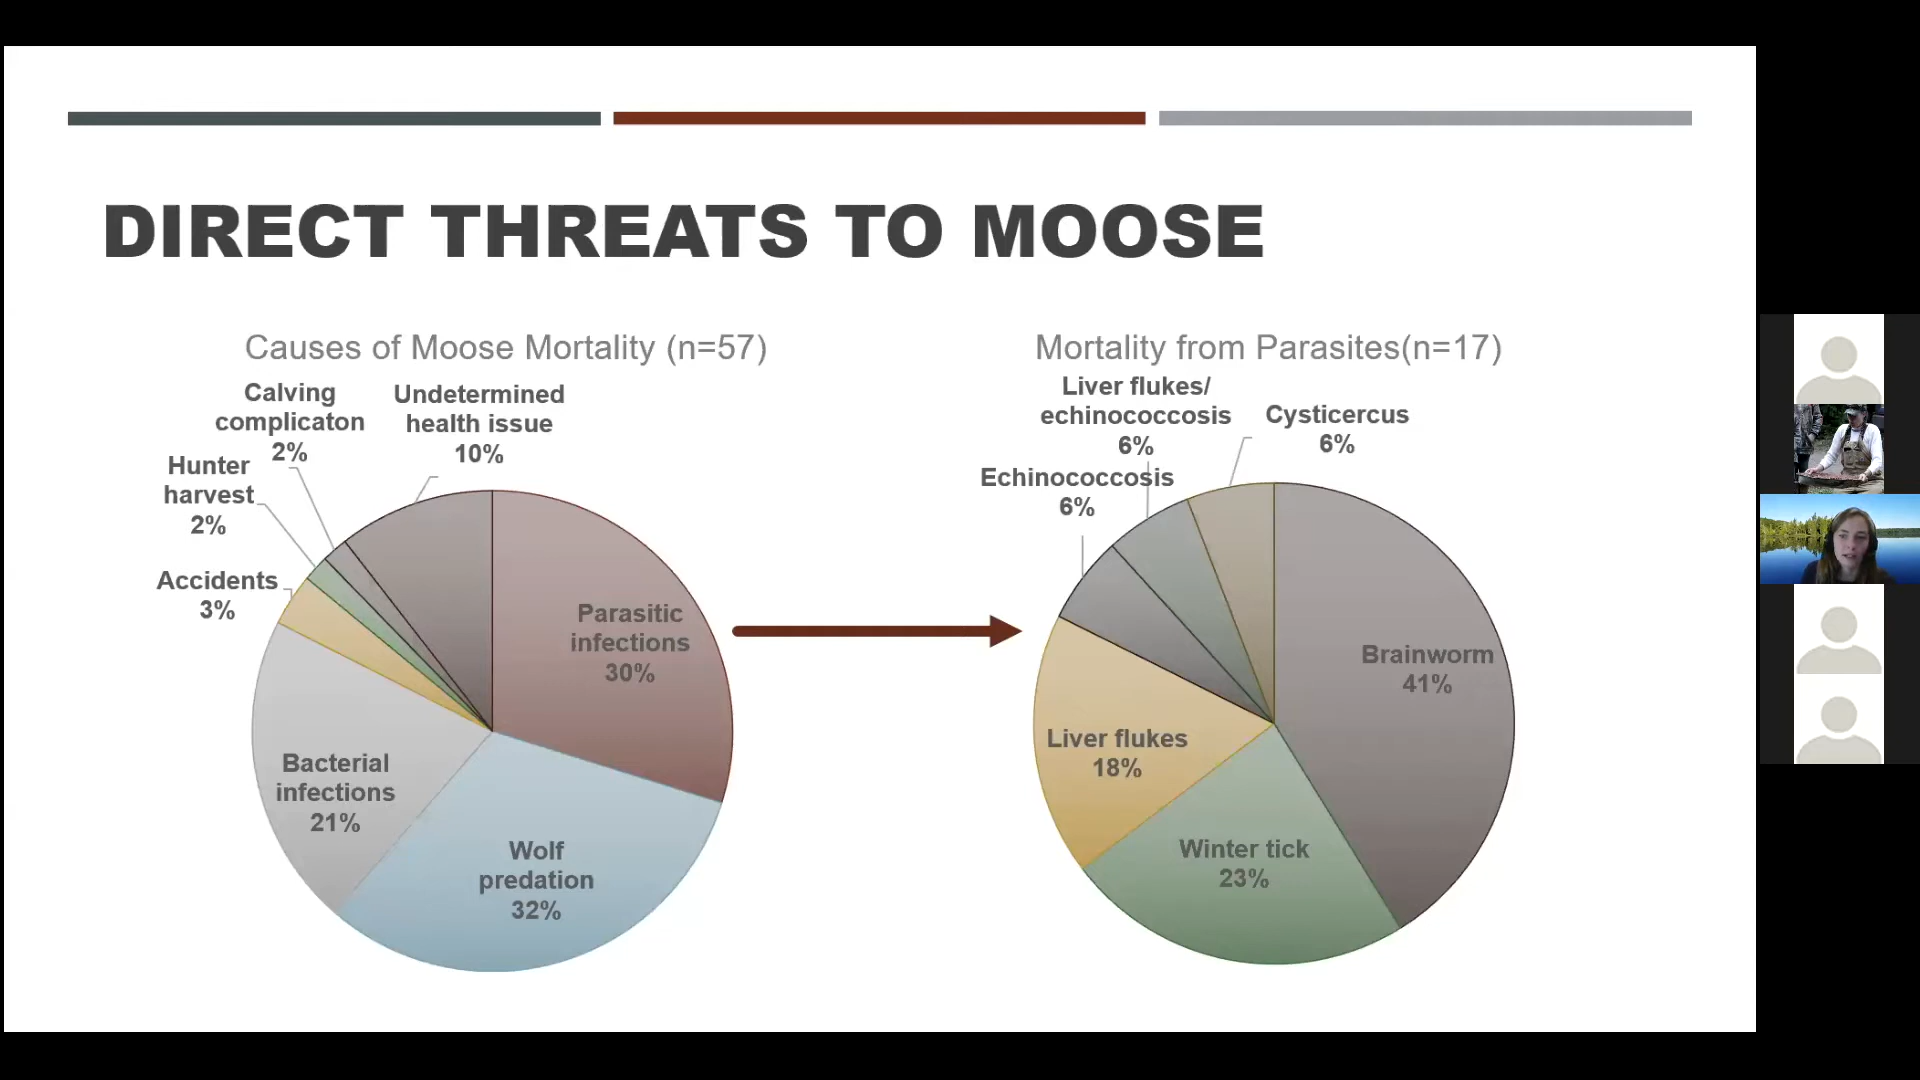 DIRECT THREATS TO MOOSE
Causes of Moose Mortality (n=57)
Calving
complicaton
2%
Undetermined
health issue
10%
Hunter
harvest
2%
Accidents
3%
Parasitic
infections
30%
Bacterial
infections
21%
Wolf
predation
32%
Mortality from Parasites(n=17)
Liver flukes/
echinococcosis
6%
Cysticercus
6%
Echinococcosis
6%
Brainworm
41%
Liver flukes
18%
Winter tick
23%